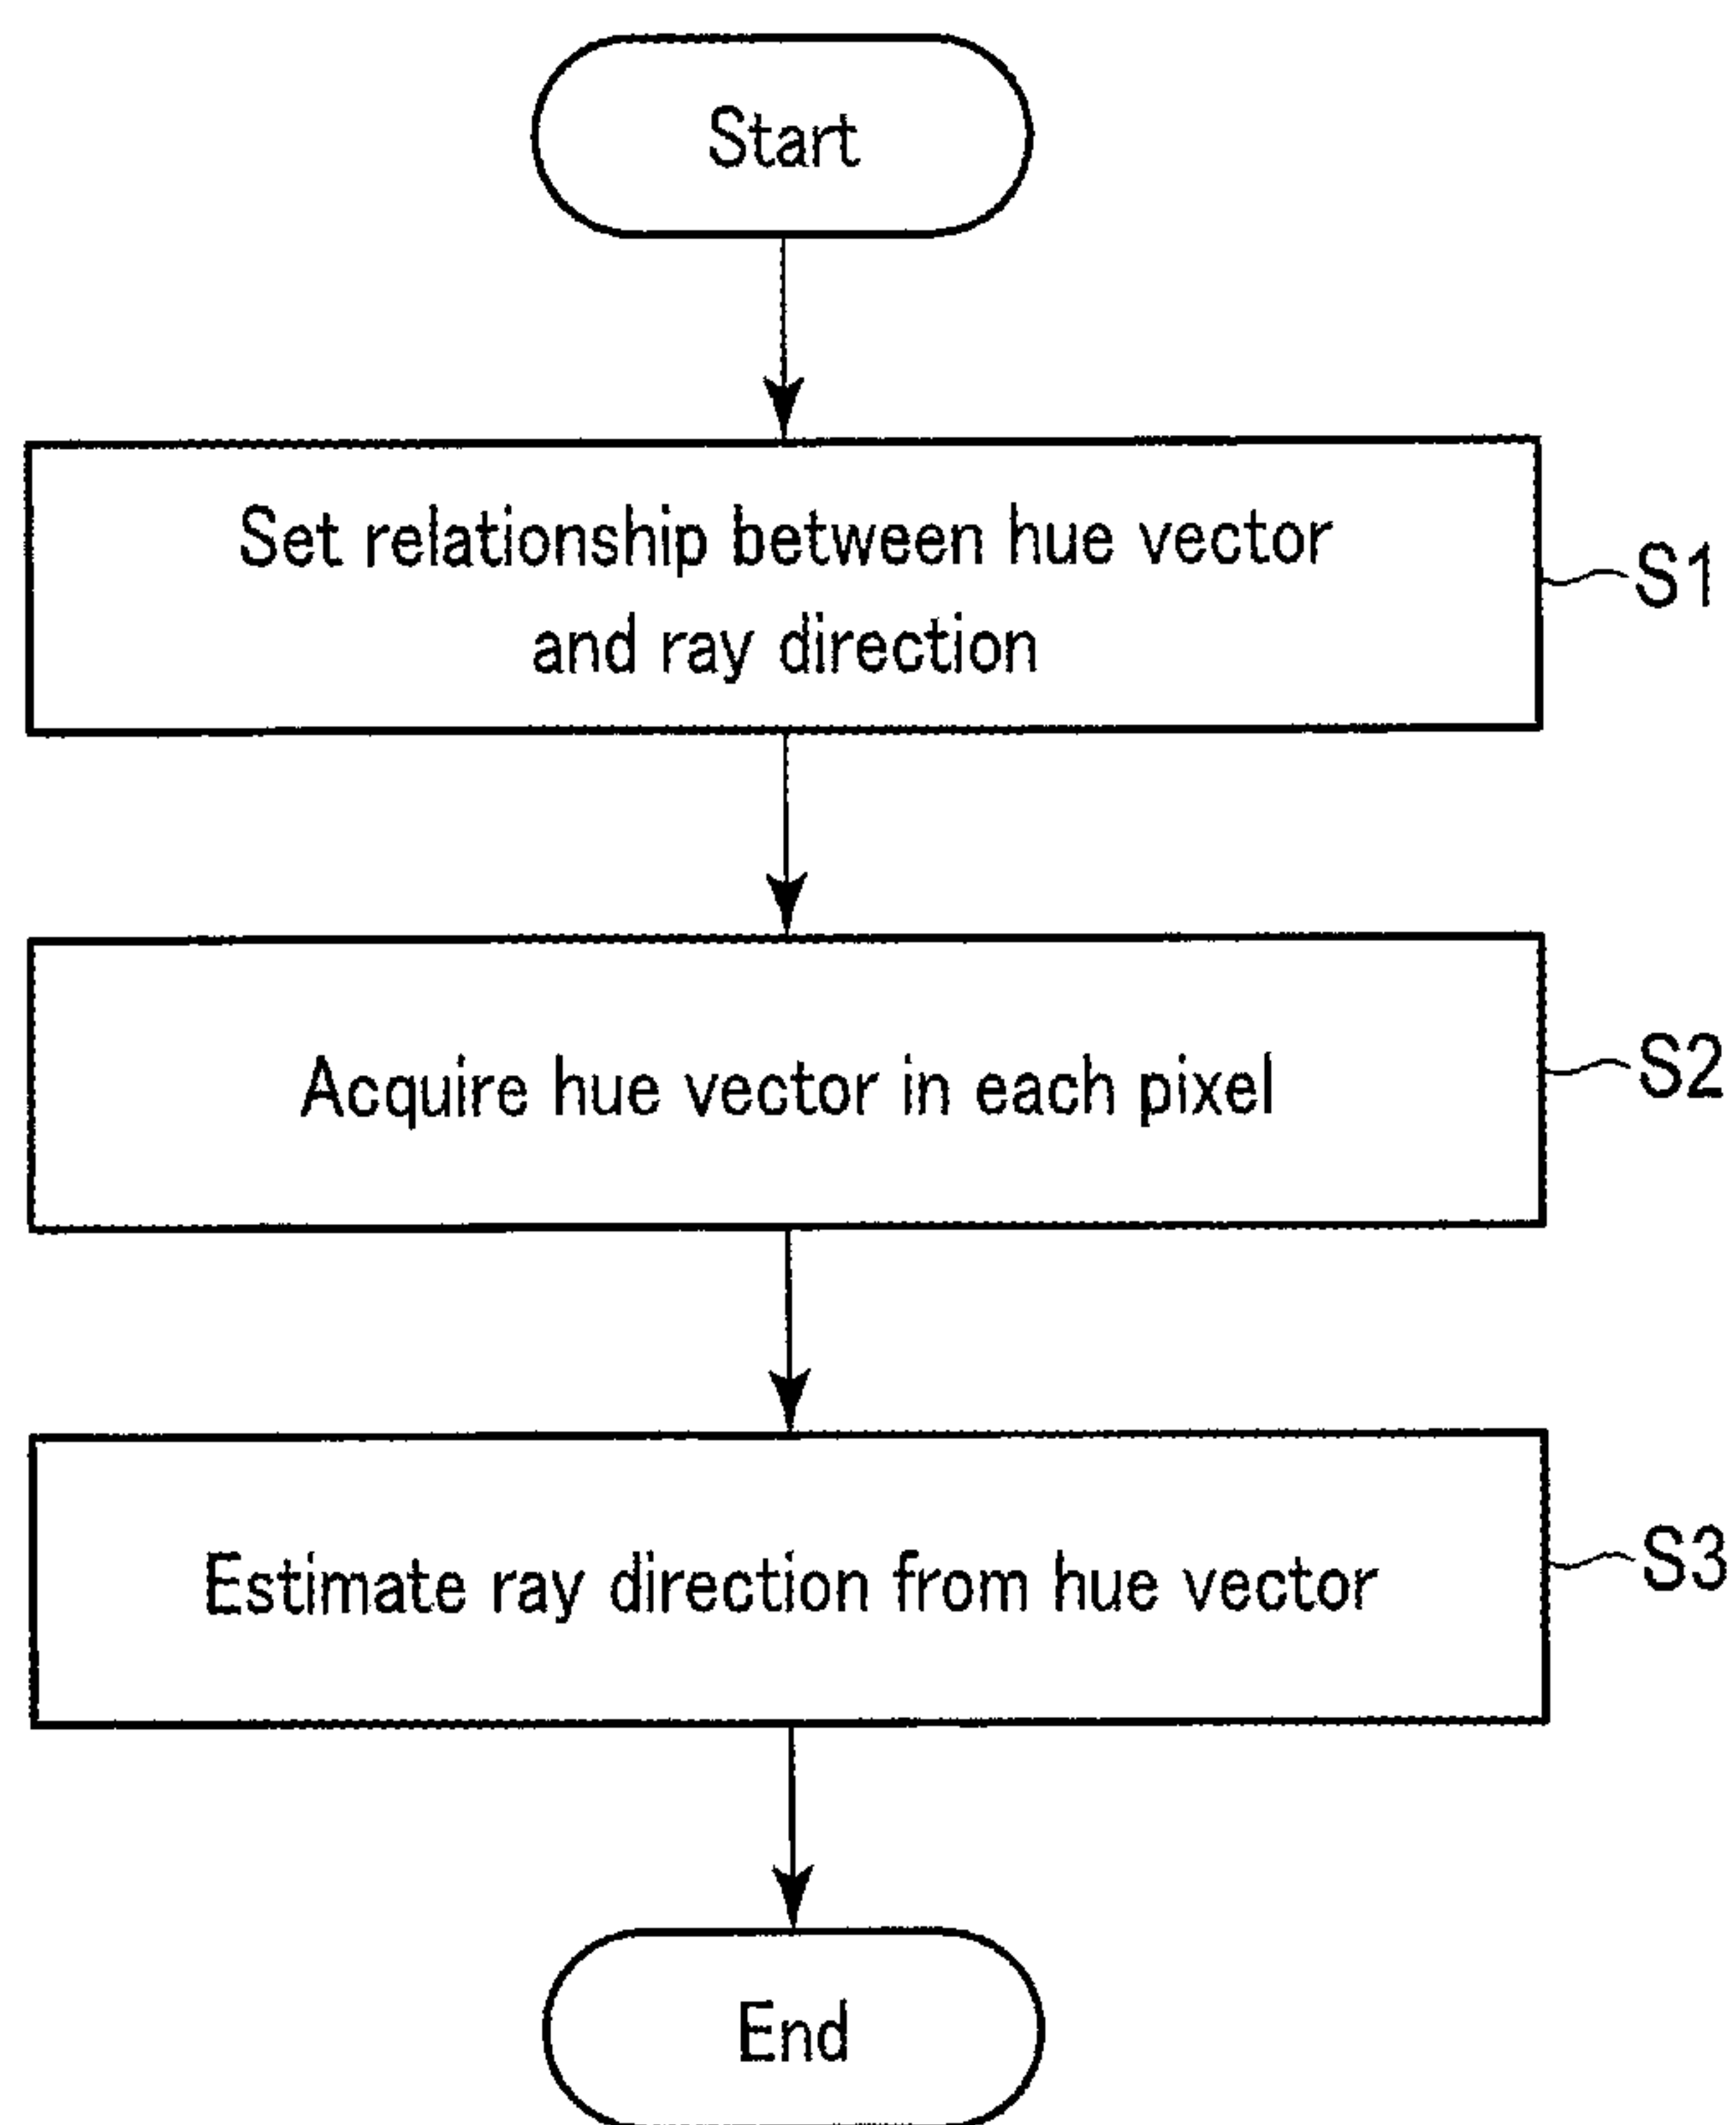 Start
Set relationship between hue vector
and ray direction
S1
Acquire hue vector in each pixel
S2
Estimate ray direction from hue vector
S3
End